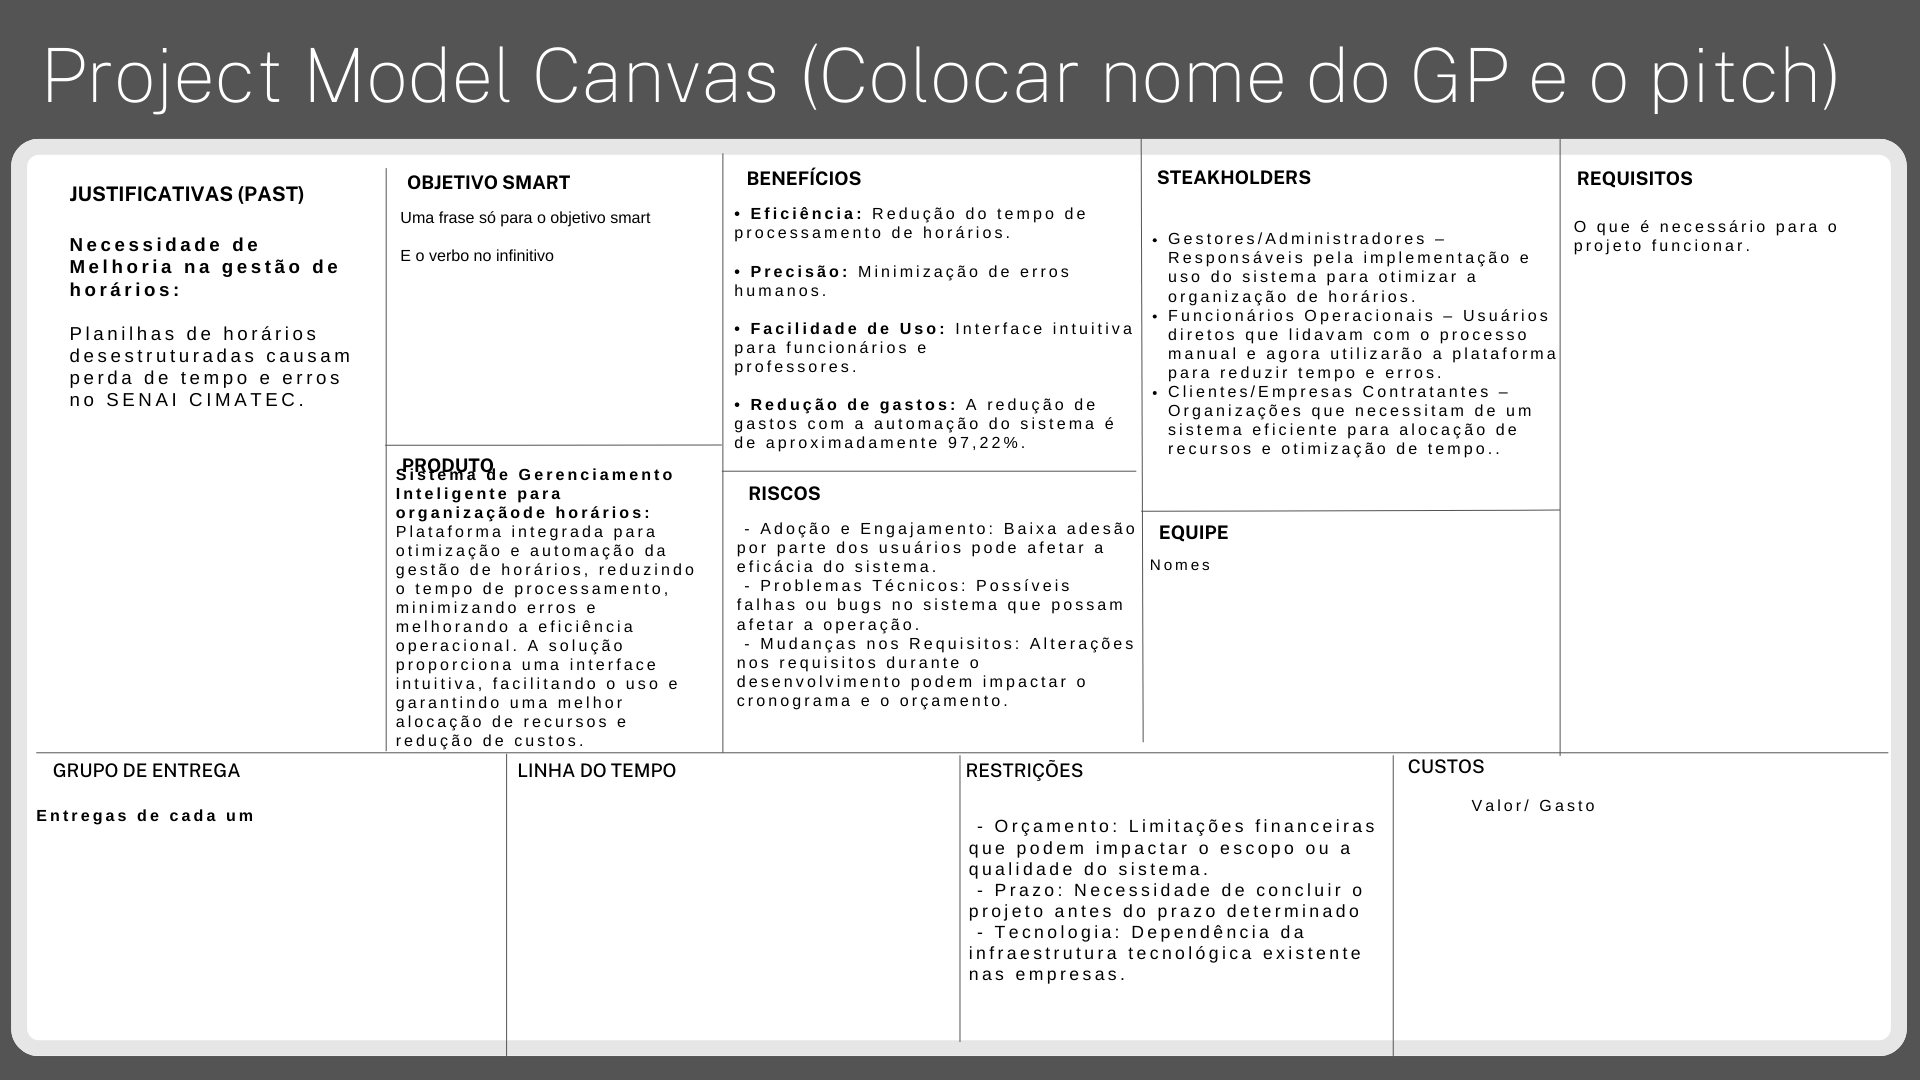 Project Model Canvas (Colocar nome do GP e o pitch)
JUSTIFICATIVAS (PAST)
Necessidade de
Melhoria na gestão de
horários:
Planilhas de horários
desestruturadas causam
perda de tempo e erros
no SENAI CIMATEC.
OBJETIVO SMART
Uma frase só para o objetivo smart
E o verbo no infinitivo
PRODUTO
Sistema de Gerenciamento
Inteligente para
organizaçãode horários:
Plataforma integrada para
otimização e automação da
gestão de horários, reduzindo
o tempo de processamento,
minimizando erros e
melhorando a eficiência
operacional. A solução
proporciona uma interface
intuitiva, facilitando o uso e
garantindo uma melhor
alocação de recursos e
redução de custos.
BENEFÍCIOS
• Eficiência: Redução do tempo de
processamento de horários.
• Precisão: Minimização de erros
humanos.
• Facilidade de Uso: Interface intuitiva
para funcionários e
professores.
• Redução de gastos: A redução de
gastos com a automação do sistema é
de aproximadamente 97,22%.
RISCOS
- Adoção e Engajamento: Baixa adesão
por parte dos usuários pode afetar a
eficácia do sistema.
- Problemas Técnicos: Possíveis
falhas ou bugs no sistema que possam
afetar a operação.
- Mudanças nos Requisitos: Alterações
nos requisitos durante o
desenvolvimento podem impactar o
cronograma e o orçamento.
STEAKHOLDERS
• Gestores/Administradores –
Responsáveis pela implementação e
uso do sistema para otimizar a
organização de horários.
• Funcionários Operacionais – Usuários
diretos que lidavam com o processo
manual e agora utilizarão a plataforma
para reduzir tempo e erros.
• Clientes/Empresas Contratantes –
Organizações que necessitam de um
sistema eficiente para alocação de
recursos e otimização de tempo..
EQUIPE
Nomes
REQUISITOS
O que é necessário para o
projeto funcionar.
GRUPO DE ENTREGA
Entregas de cada um
LINHA DO TEMPO
RESTRIÇÕES
- Orçamento: Limitações financeiras
que podem impactar o escopo ou a
qualidade do sistema.
- Prazo: Necessidade de concluir o
projeto antes do prazo determinado
- Tecnologia: Dependência da
infraestrutura tecnológica existente
nas empresas.
CUSTOS
Valor/ Gasto